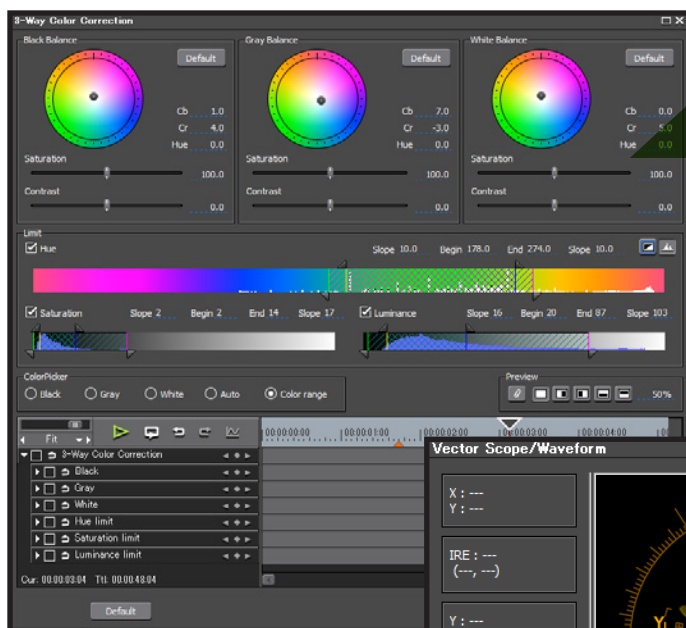 3-Way Color Correction
Black Balance
Default
Cb 1.0
Cr 4.0
Hue 0.0
Saturation
100.0
Contrast
0.0
Gray Balance
Default
Cb 7.0
Cr -3.0
Hue 0.0
Saturation
100.0
Contrast
0.0
White Balance
Default
Cb 0.0
Cr 5.0
Hue 0.0
Saturation
100.0
Contrast
0.0
Limit
Hue Slope 10.0 Begin 178.0 End 274.0 Slope 10.0
Saturation Slope 2 Begin 2 End 14 Slope 17
Luminance Slope 16 Begin 20 End 87 Slope 103
ColorPicker
Black Gray White Auto Color range
Preview
50%
Fit
00:00:00:00 00:00:01:00 00:00:02:00 00:00:03:00 00:00:04:00
3-Way Color Correction
Black
Gray
White
Hue limit
Saturation limit
Luminance limit
Cur: 00:00:03:04 Ttl: 00:00:48:04
Default
Vector Scope/Waveform
X : ---
Y : ---
IRE : ---
(---, ---)
Y : ---
YL